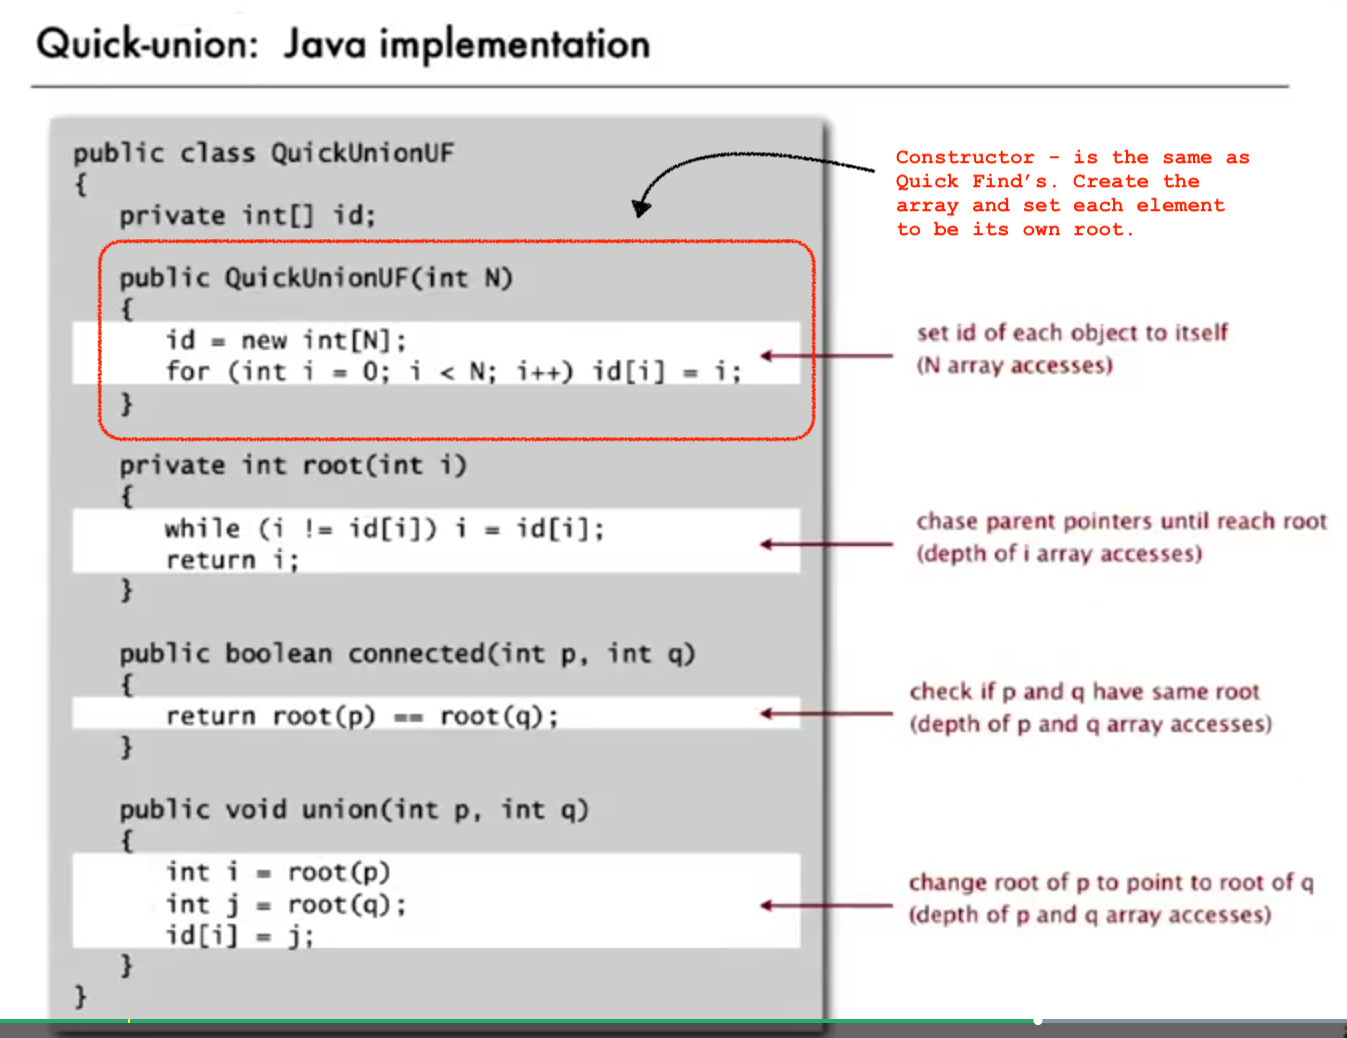 Quick-union: Java implementation
public class QuickUnionUF
{
private int[] id;
public QuickUnionUF(int N)
{
id = new int[N];
for (int i = 0; i < N; i++) id[i] = i;
}
private int root(int i)
{
while (i != id[i]) i = id[i];
return i;
}
public boolean connected(int p, int q)
{
return root(p) == root(q);
}
public void union(int p, int q)
{
int i = root(p)
int j = root(q);
id[i] = j;
}
}
Constructor - is the same as
Quick Find's. Create the
array and set each element
to be its own root.
set id of each object to itself
(N array accesses)
chase parent pointers until reach root
(depth of i array accesses)
check if p and q have same root
(depth of p and q array accesses)
change root of p to point to root of q
(depth of p and q array accesses)